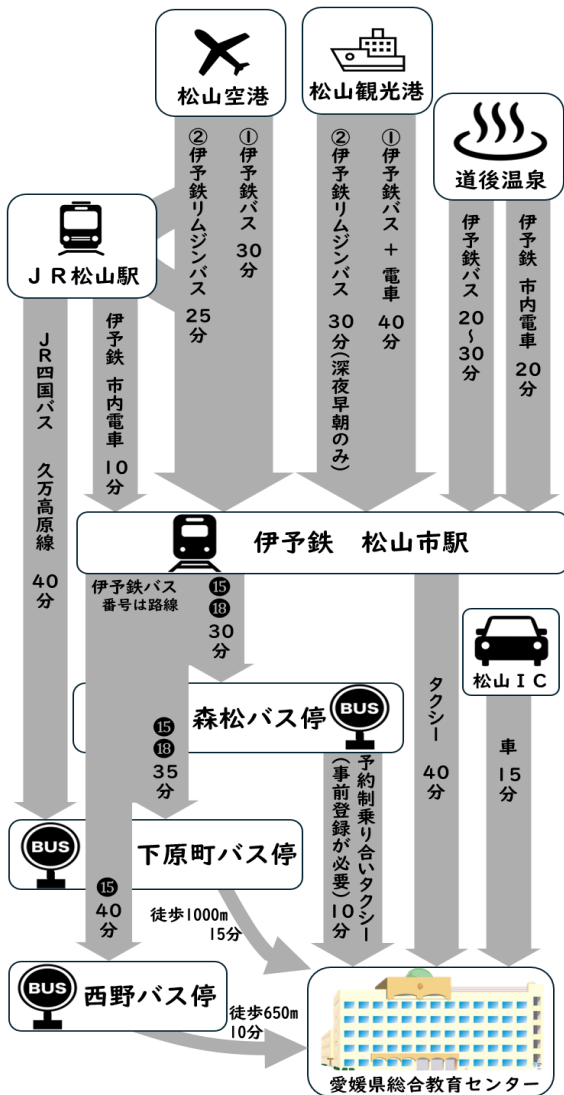 松山空港
松山観光港
道後温泉
JR松山駅
①伊予鉄バス 30分
②伊予鉄リムジンバス 25分
①伊予鉄バス + 電車 40分
②伊予鉄リムジンバス 30分(深夜早朝のみ)
伊予鉄 市内電車 20分
伊予鉄バス 20~30分
JR四国バス 久万高原線 40分
伊予鉄 市内電車 10分
伊予鉄 松山市駅
伊予鉄バス
番号は路線
⓯
⓲
30分
松山IC
森松バス停
BUS
⓯
⓲
35分
タクシー 40分
車 15分
予約制乗り合いタクシー
(事前登録が必要)10分
BUS
下原町バス停
⓯
40分
徒歩1000m
15分
BUS
西野バス停
徒歩650m
10分
愛媛県総合教育センター